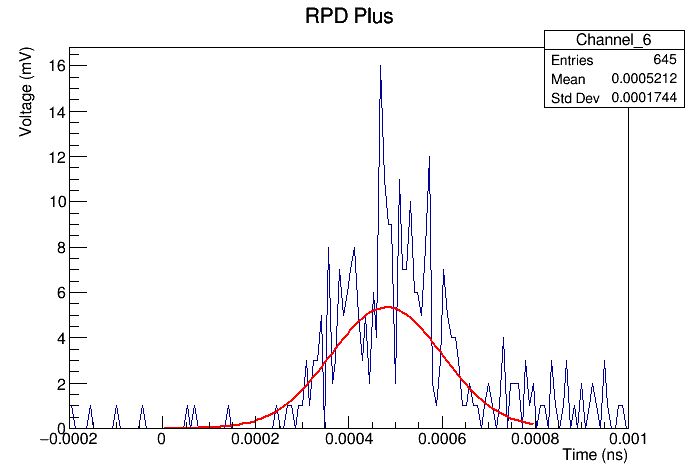 RPD Plus
Channel_6
Entries 645
Mean 0.0005212
Std Dev 0.0001744
Voltage (mV)
16
14
12
10
8
6
4
2
0
−0.0002 0 0.0002 0.0004 0.0006 0.0008 0.001
Time (ns)